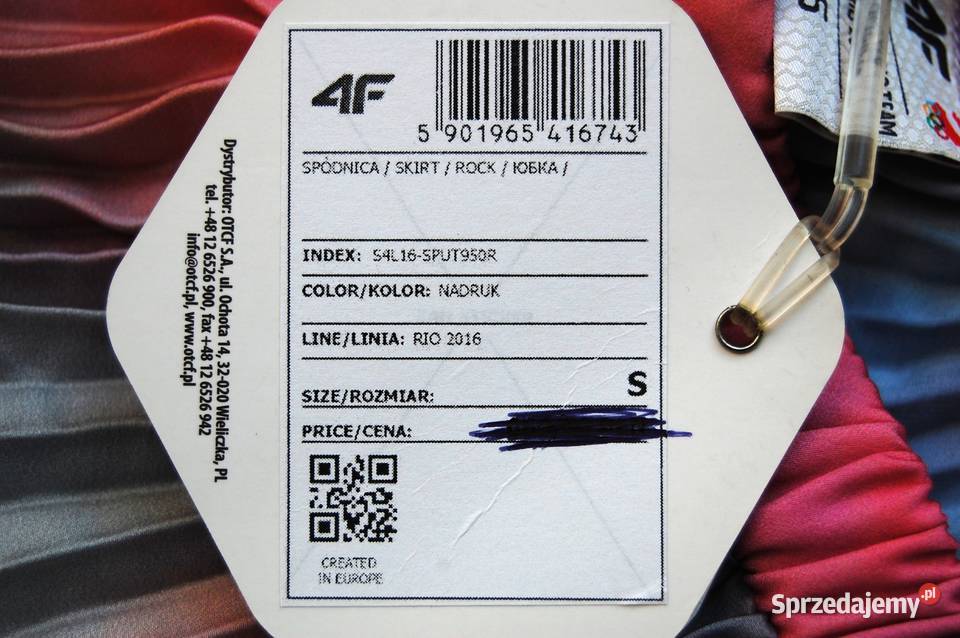 4F
5 901965 416743
SPÓDNICA / SKIRT / ROCK / ЮБКА /
INDEX: S4L16-SPUT950R
COLOR/KOLOR: NADRUK
LINE/LINIA: RIO 2016
SIZE/ROZMIAR: S
PRICE/CENA:
CREATED
IN EUROPE
Dystrybutor: OTCF S.A., ul. Ochota 14, 32-020 Wieliczka, PL
tel. +48 12 6526 900, fax +48 12 6526 942
info@otcf.pl, www.otcf.pl
4F
TEAM
Sprzedajemy.pl